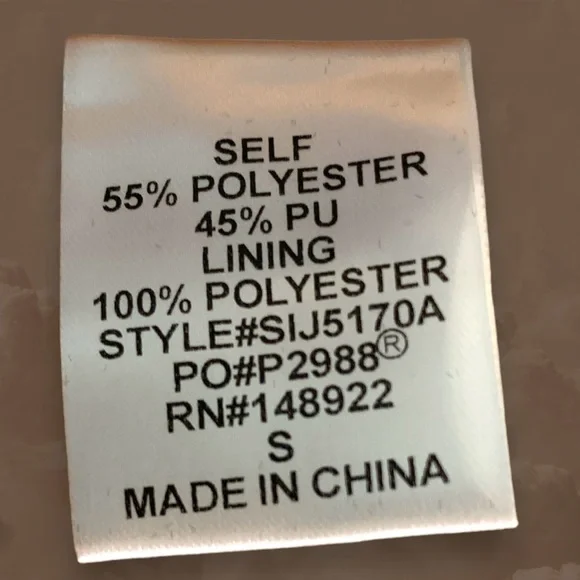 SELF
55% POLYESTER
45% PU
LINING
100% POLYESTER
STYLE#SIJ5170A
PO#P2988®
RN#148922
S
MADE IN CHINA